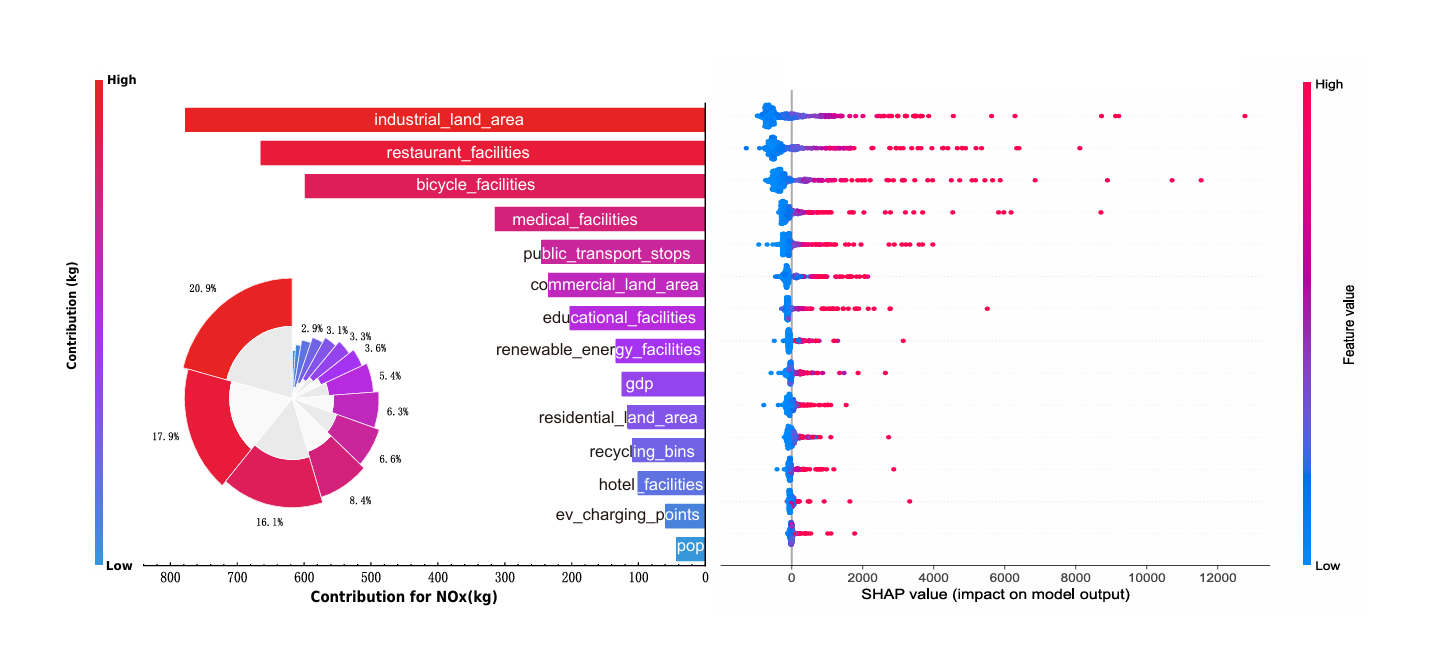 High
industrial_land_area
restaurant_facilities
bicycle_facilities
medical_facilities
public_transport_stops
commercial_land_area
educational_facilities
renewable_energy_facilities
gdp
residential_land_area
recycling_bins
hotel_facilities
ev_charging_points
pop
Low
Contribution (kg)
20.9%
2.9%
3.1%
3.3%
3.6%
5.4%
6.3%
6.6%
8.4%
16.1%
17.9%
800 700 600 500 400 300 200 100 0
Contribution for NOx(kg)
0 2000 4000 6000 8000 10000 12000
SHAP value (impact on model output)
High
Feature value
Low